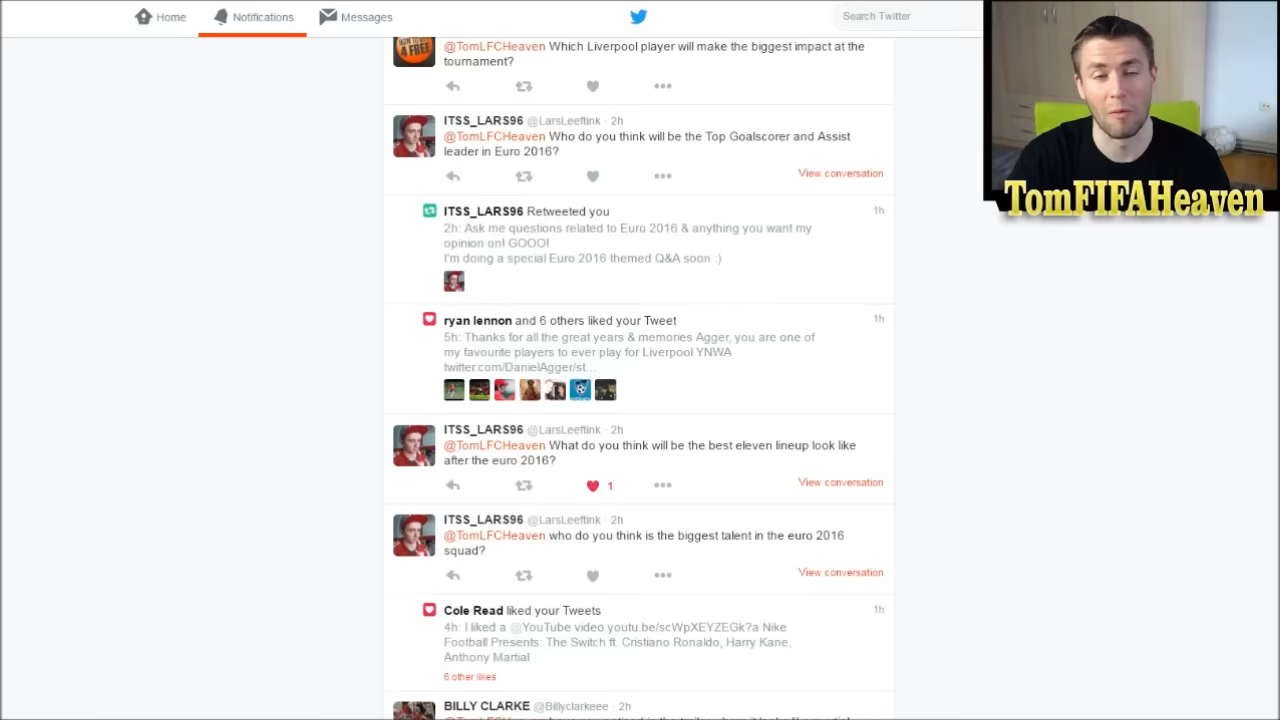 Home
Notifications
Messages
Search Twitter
4 FREE
@TomLFCHeaven Which Liverpool player will make the biggest impact at the
tournament?
ITSS_LARS96 @LarsLeeftink · 2h
@TomLFCHeaven Who do you think will be the Top Goalscorer and Assist
leader in Euro 2016?
View conversation
ITSS_LARS96 Retweeted you
1h
2h: Ask me questions related to Euro 2016 & anything you want my
opinion on! GOOO!
I'm doing a special Euro 2016 themed Q&A soon :)
ryan lennon and 6 others liked your Tweet
1h
5h: Thanks for all the great years & memories Agger, you are one of
my favourite players to ever play for Liverpool YNWA
twitter.com/DanielAgger/st...
ITSS_LARS96 @LarsLeeftink · 2h
@TomLFCHeaven What do you think will be the best eleven lineup look like
after the euro 2016?
1
View conversation
ITSS_LARS96 @LarsLeeftink · 2h
@TomLFCHeaven who do you think is the biggest talent in the euro 2016
squad?
View conversation
Cole Read liked your Tweets
1h
4h: I liked a @YouTube video youtu.be/scWpXEYZEGk?a Nike
Football Presents: The Switch ft. Cristiano Ronaldo, Harry Kane,
Anthony Martial
6 other likes
BILLY CLARKE @Billyclarkeee · 2h
TomFIFAHeaven